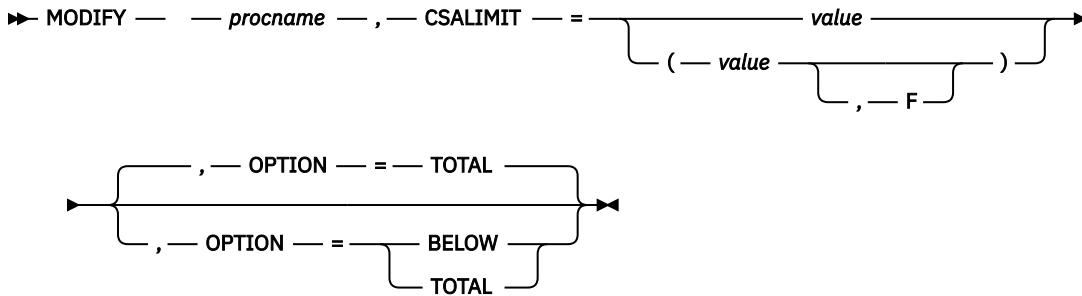 MODIFY procname , CSALIMIT = value
( value )
, F
, OPTION = TOTAL
, OPTION = BELOW
TOTAL